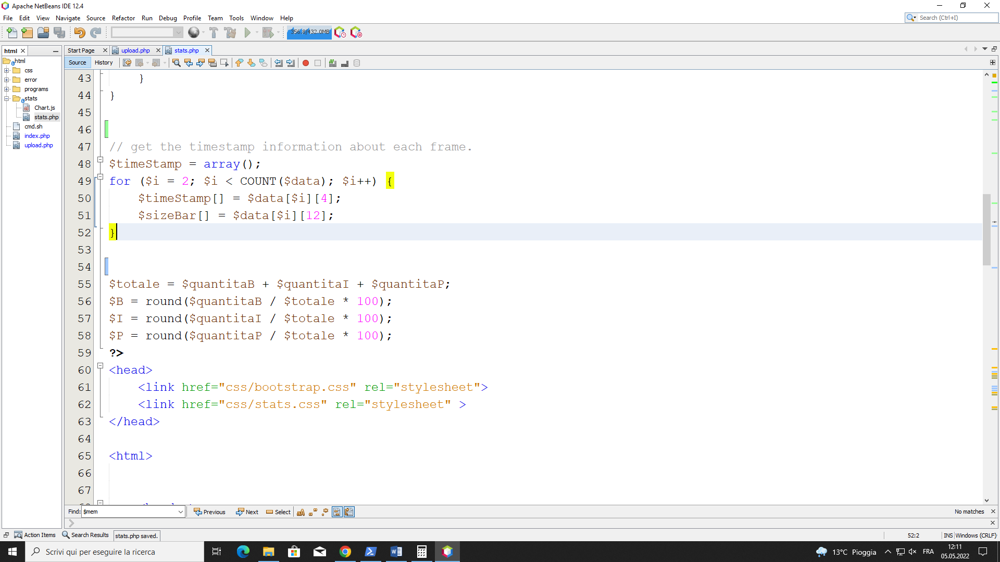 Apache NetBeans IDE 12.4
File Edit View Navigate Source Refactor Run Debug Profile Team Tools Window Help
Search (Ctrl+I)
356.8/432.0MB
html
Start Page
upload.php
stats.php
html
css
error
programs
stats
Chart.js
stats.php
cmd.sh
index.php
upload.php
Source History
43 }
44 }
45
46
47 // get the timestamp information about each frame.
48 $timeStamp = array();
49 for ($i = 2; $i < COUNT($data); $i++) {
50 $timeStamp[] = $data[$i][4];
51 $sizeBar[] = $data[$i][12];
52 }
53
54
55 $totale = $quantitaB + $quantitaI + $quantitaP;
56 $B = round($quantitaB / $totale * 100);
57 $I = round($quantitaI / $totale * 100);
58 $P = round($quantitaP / $totale * 100);
59 ?>
60 <head>
61 <link href="css/bootstrap.css" rel="stylesheet">
62 <link href="css/stats.css" rel="stylesheet" >
63 </head>
64
65 <html>
66
67
Find: $mem Previous Next Select No matches
Action Items Search Results stats.php saved. 52:2 INS Windows (CRLF)
Scrivi qui per eseguire la ricerca
13°C Pioggia
FRA
12:11
05.05.2022